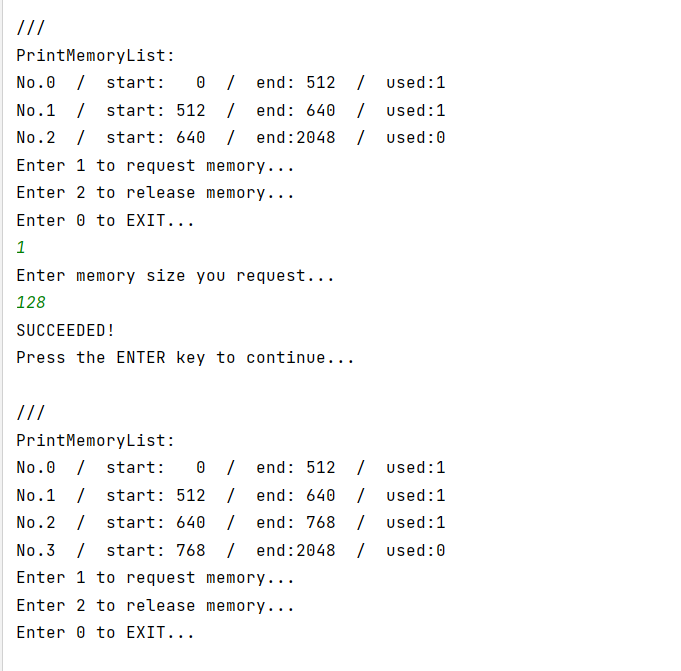 ///
PrintMemoryList:
No.0  /  start:   0  /  end: 512  /  used:1
No.1  /  start: 512  /  end: 640  /  used:1
No.2  /  start: 640  /  end:2048  /  used:0
Enter 1 to request memory...
Enter 2 to release memory...
Enter 0 to EXIT...
1
Enter memory size you request...
128
SUCCEEDED!
Press the ENTER key to continue...
///
PrintMemoryList:
No.0  /  start:   0  /  end: 512  /  used:1
No.1  /  start: 512  /  end: 640  /  used:1
No.2  /  start: 640  /  end: 768  /  used:1
No.3  /  start: 768  /  end:2048  /  used:0
Enter 1 to request memory...
Enter 2 to release memory...
Enter 0 to EXIT...